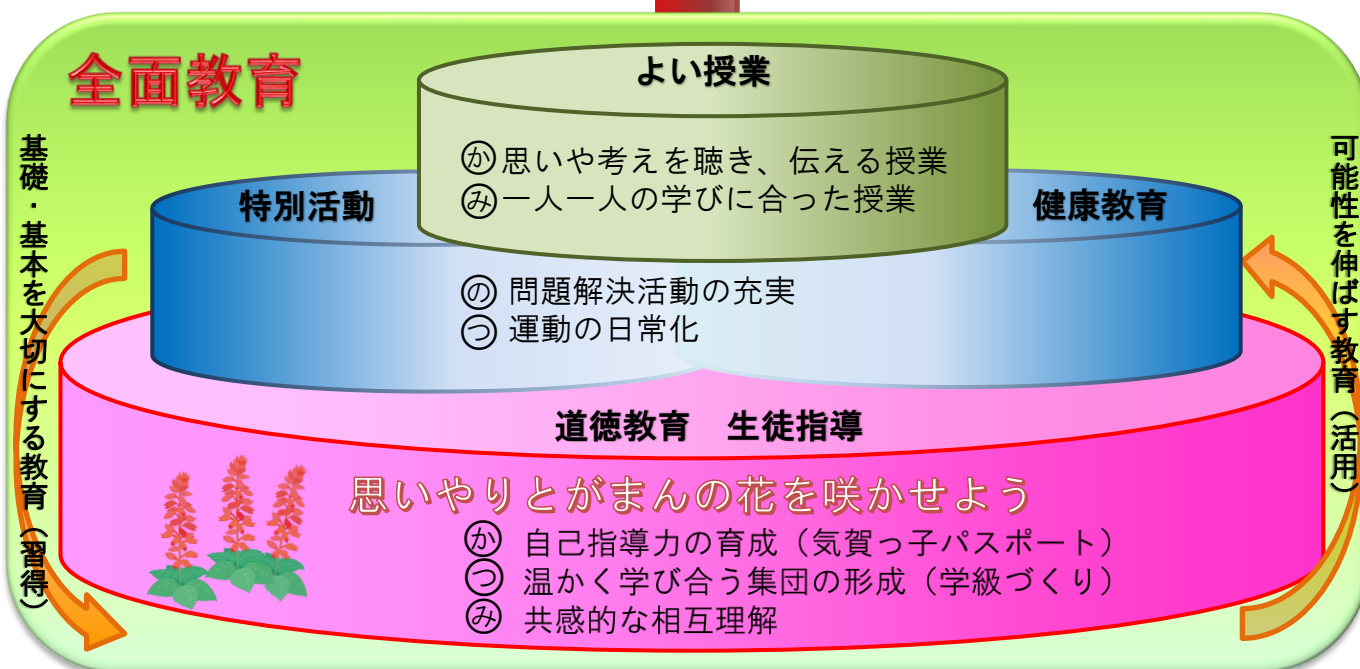 全面教育
よい授業
か 思いや考えを聴き、伝える授業
み 一人一人の学びに合った授業
特別活動
健康教育
の 問題解決活動の充実
つ 運動の日常化
道徳教育 生徒指導
思いやりとがまんの花を咲かせよう
か 自己指導力の育成（気賀っ子パスポート）
つ 温かく学び合う集団の形成（学級づくり）
み 共感的な相互理解
基礎・基本を大切にする教育（習得）
可能性を伸ばす教育（活用）